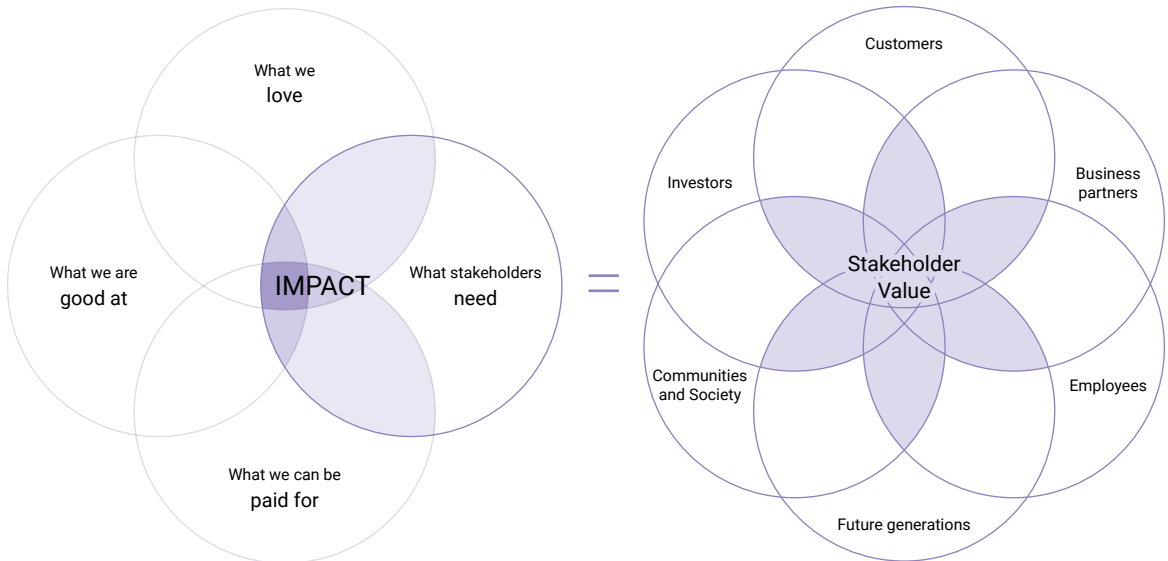 What we
love
What we are
good at
IMPACT
What stakeholders
need
What we can be
paid for
=
Customers
Investors
Business
partners
Stakeholder
Value
Communities
and Society
Employees
Future generations